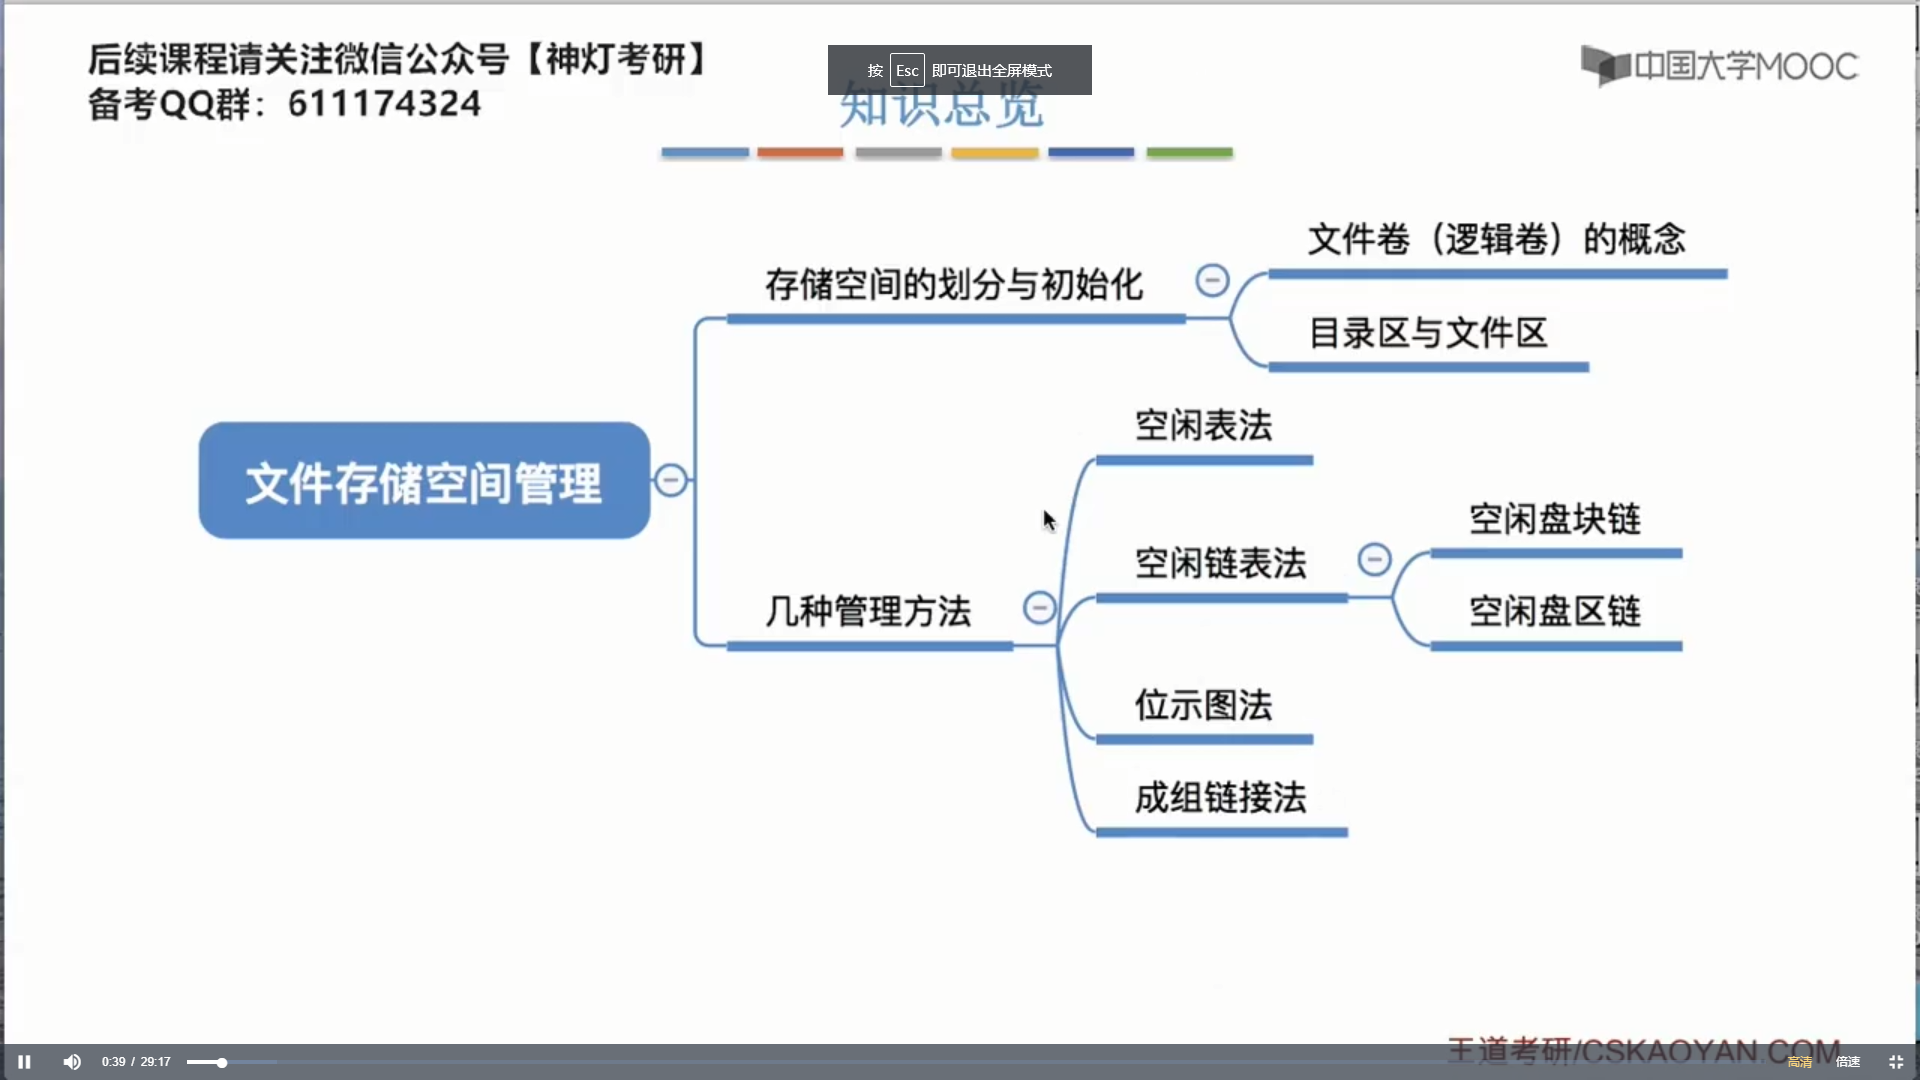 后续课程请关注微信公众号【神灯考研】
备考QQ群：611174324
按 Esc 即可退出全屏模式
中国大学MOOC
知识总览
文件卷（逻辑卷）的概念
存储空间的划分与初始化
目录区与文件区
空闲表法
文件存储空间管理
空闲盘块链
空闲链表法
几种管理方法
空闲盘区链
位示图法
成组链接法
王道考研/CSKAOYAN.COM
0:39 / 29:17
高清
倍速